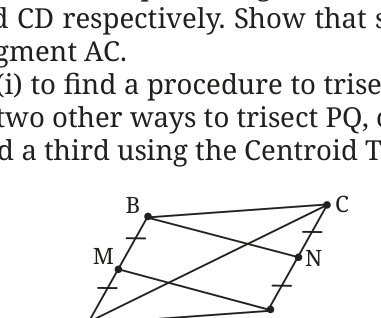 d CD respectively. Show that s
gment AC.
(i) to find a procedure to trise
two other ways to trisect PQ,
d a third using the Centroid T
B
C
M
N